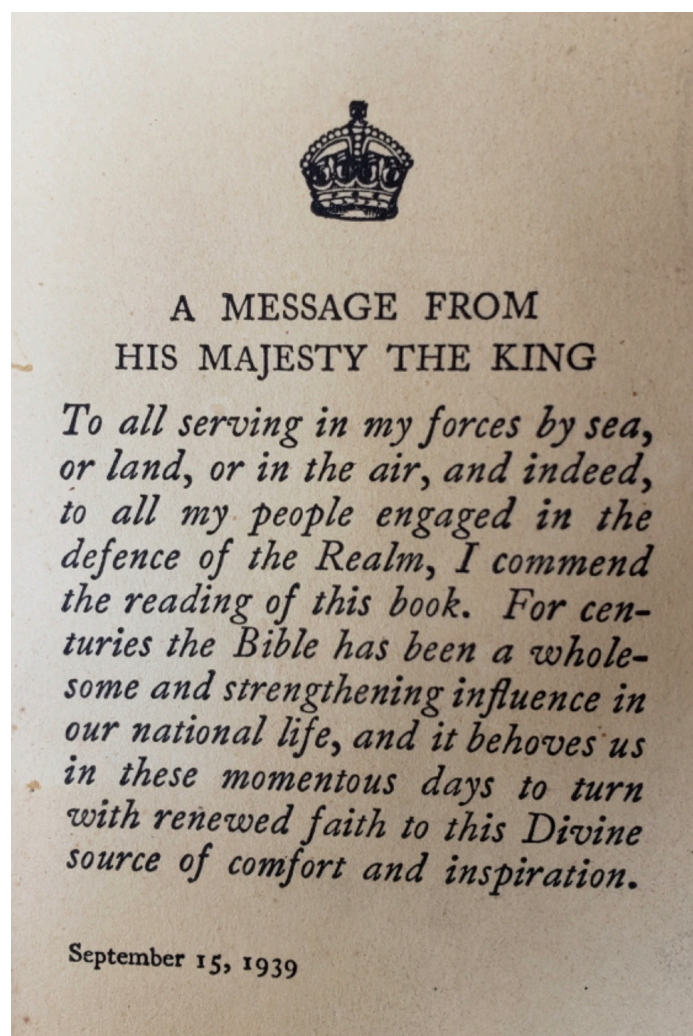 A MESSAGE FROM
HIS MAJESTY THE KING
To all serving in my forces by sea,
or land, or in the air, and indeed,
to all my people engaged in the
defence of the Realm, I commend
the reading of this book. For cen-
turies the Bible has been a whole-
some and strengthening influence in
our national life, and it behoves us
in these momentous days to turn
with renewed faith to this Divine
source of comfort and inspiration.
September 15, 1939